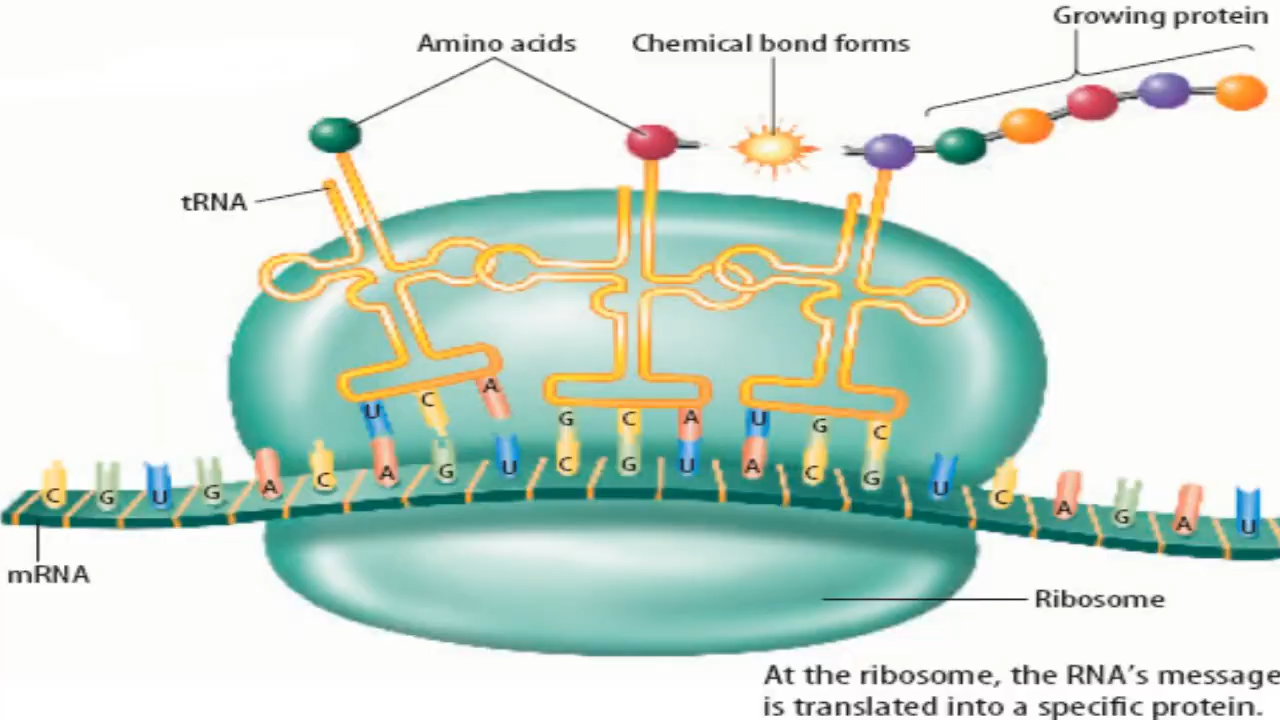 Growing protein
Amino acids
Chemical bond forms
tRNA
U C A
G C A
U G C
C G U G A C A G U C G U A C G U C A G A U
mRNA
Ribosome
At the ribosome, the RNA's message
is translated into a specific protein.